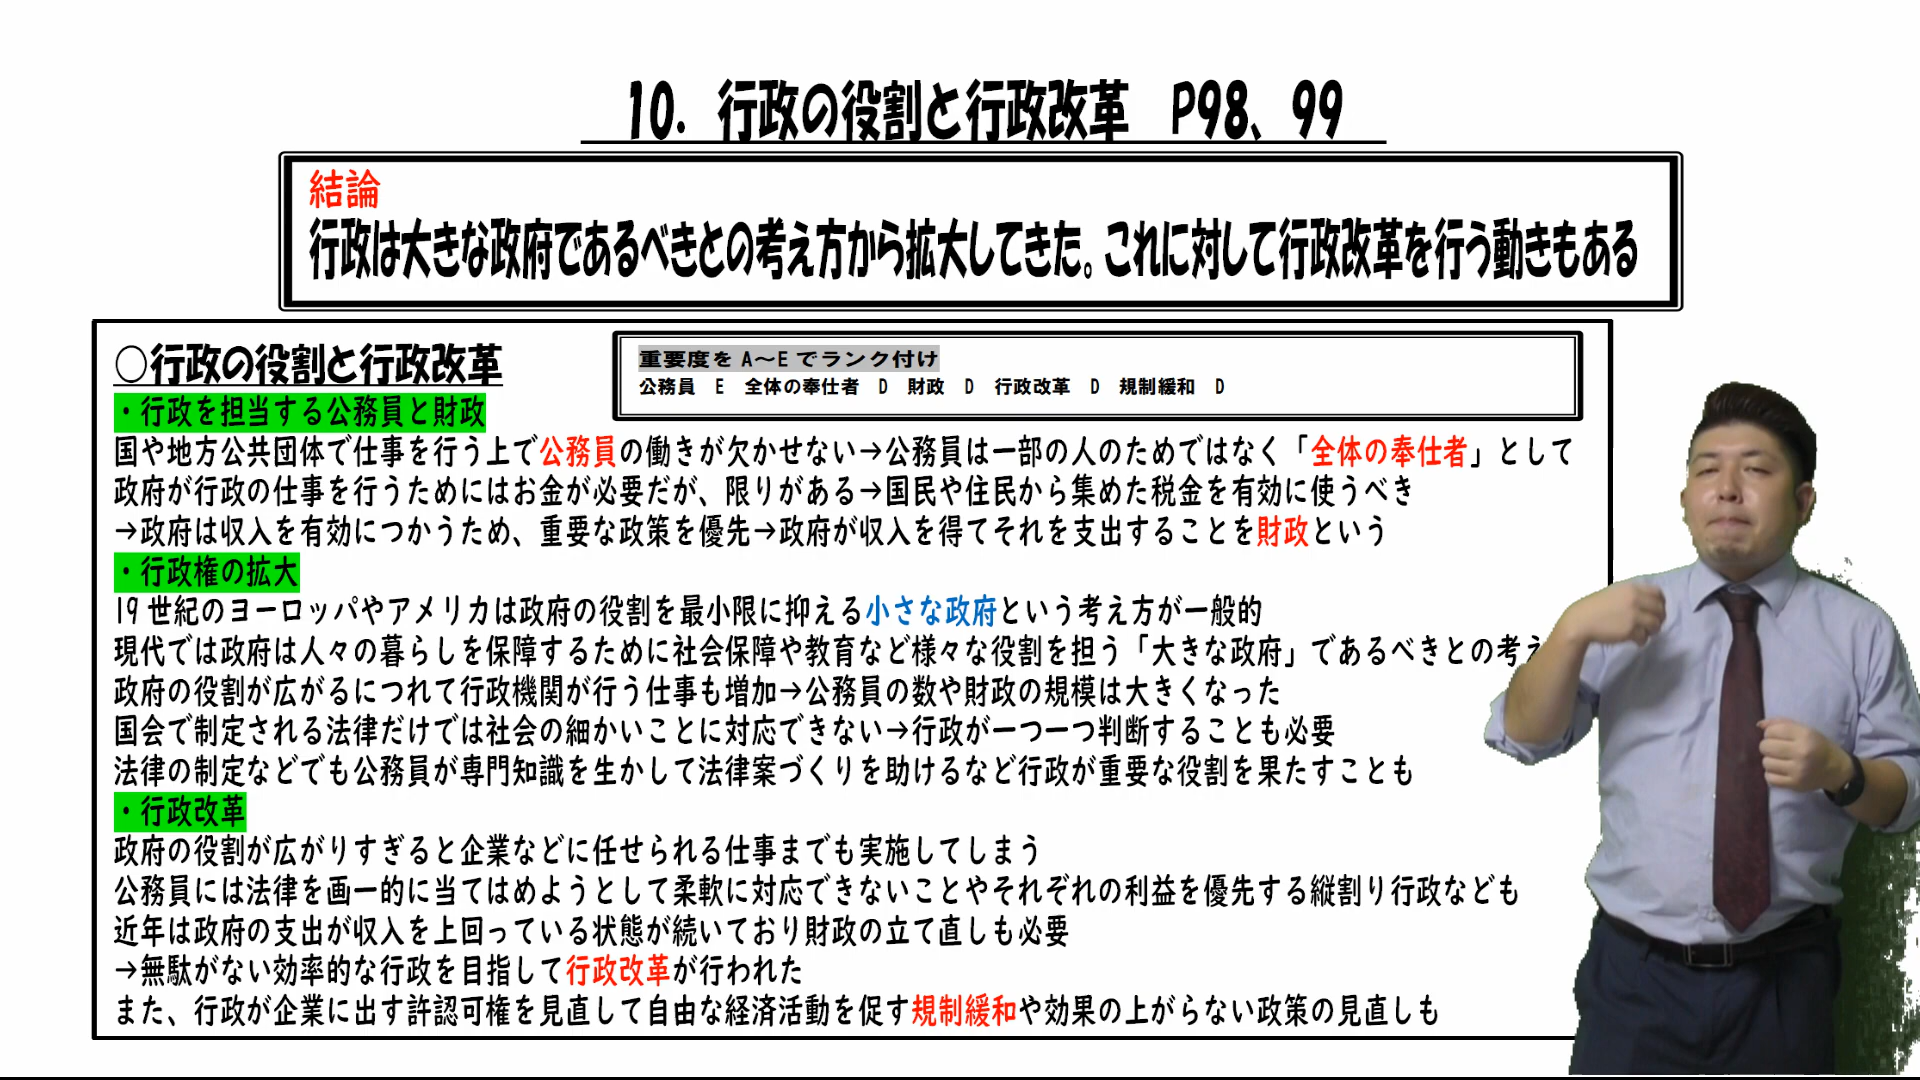 10. 行政の役割と行政改革 P98、99
結論
行政は大きな政府であるべきとの考え方から拡大してきた。これに対して行政改革を行う動きもある
○行政の役割と行政改革
重要度を A～E でランク付け
公務員 E 全体の奉仕者 D 財政 D 行政改革 D 規制緩和 D
・行政を担当する公務員と財政
国や地方公共団体で仕事を行う上で公務員の働きが欠かせない→公務員は一部の人のためではなく「全体の奉仕者」として
政府が行政の仕事を行うためにはお金が必要だが、限りがある→国民や住民から集めた税金を有効に使うべき
→政府は収入を有効につかうため、重要な政策を優先→政府が収入を得てそれを支出することを財政という
・行政権の拡大
19世紀のヨーロッパやアメリカは政府の役割を最小限に抑える小さな政府という考え方が一般的
現代では政府は人々の暮らしを保障するために社会保障や教育など様々な役割を担う「大きな政府」であるべきとの考え
政府の役割が広がるにつれて行政機関が行う仕事も増加→公務員の数や財政の規模は大きくなった
国会で制定される法律だけでは社会の細かいことに対応できない→行政が一つ一つ判断することも必要
法律の制定などでも公務員が専門知識を生かして法律案づくりを助けるなど行政が重要な役割を果たすことも
・行政改革
政府の役割が広がりすぎると企業などに任せられる仕事までも実施してしまう
公務員には法律を画一的に当てはめようとして柔軟に対応できないことやそれぞれの利益を優先する縦割り行政なども
近年は政府の支出が収入を上回っている状態が続いており財政の立て直しも必要
→無駄がない効率的な行政を目指して行政改革が行われた
また、行政が企業に出す許認可権を見直して自由な経済活動を促す規制緩和や効果の上がらない政策の見直しも